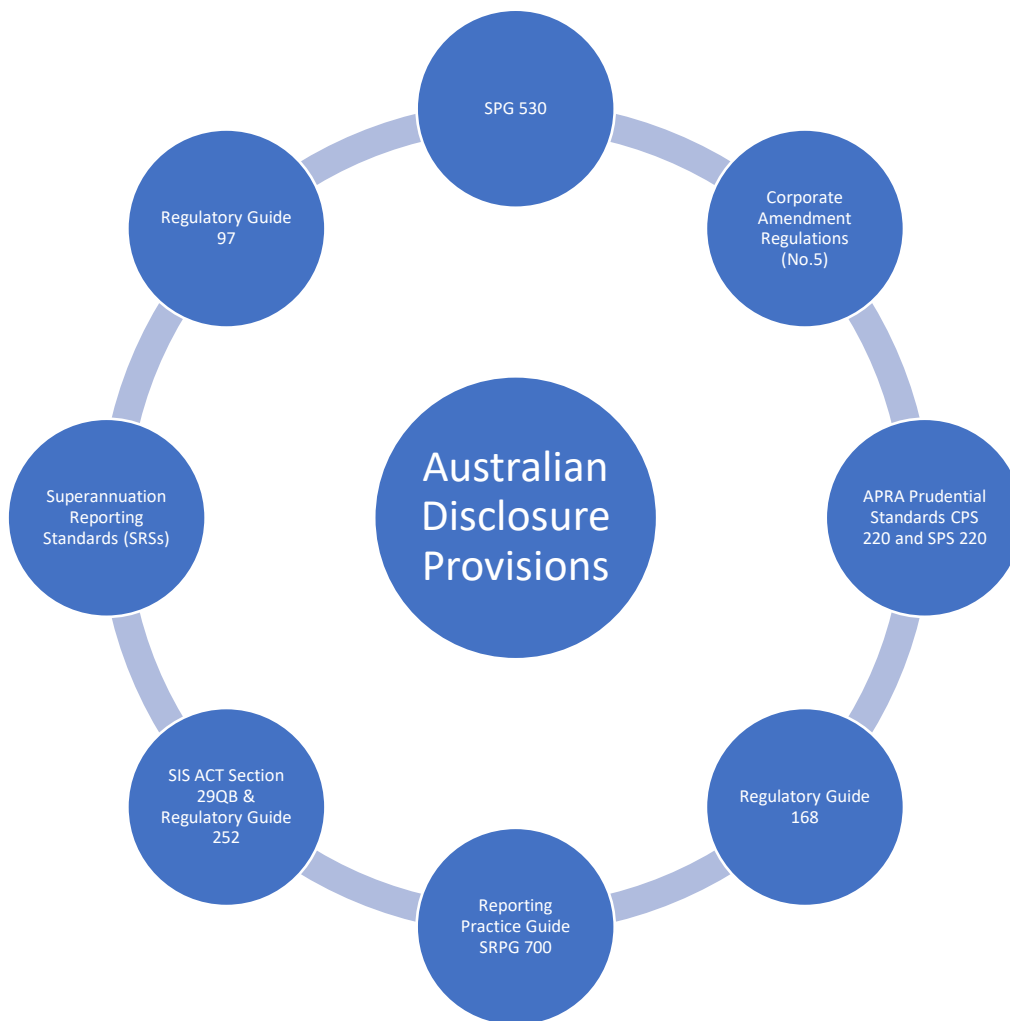 SPG 530
Corporate
Amendment
Regulations
(No.5)
APRA Prudential
Standards CPS
220 and SPS 220
Regulatory Guide
168
Reporting
Practice Guide
SRPG 700
SIS ACT Section
29QB &
Regulatory Guide
252
Superannuation
Reporting
Standards (SRSs)
Regulatory Guide
97
Australian
Disclosure
Provisions